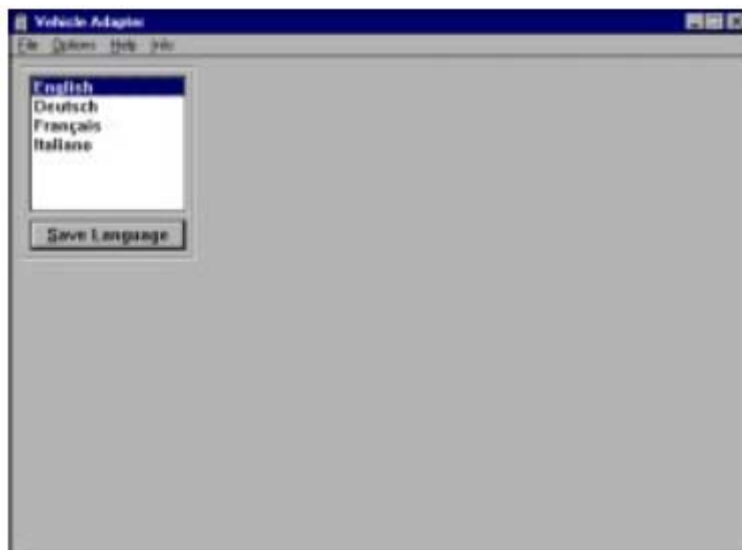 Vehicle Adapter
File Options Help Info
English
Deutsch
Français
Italiano
Save Language